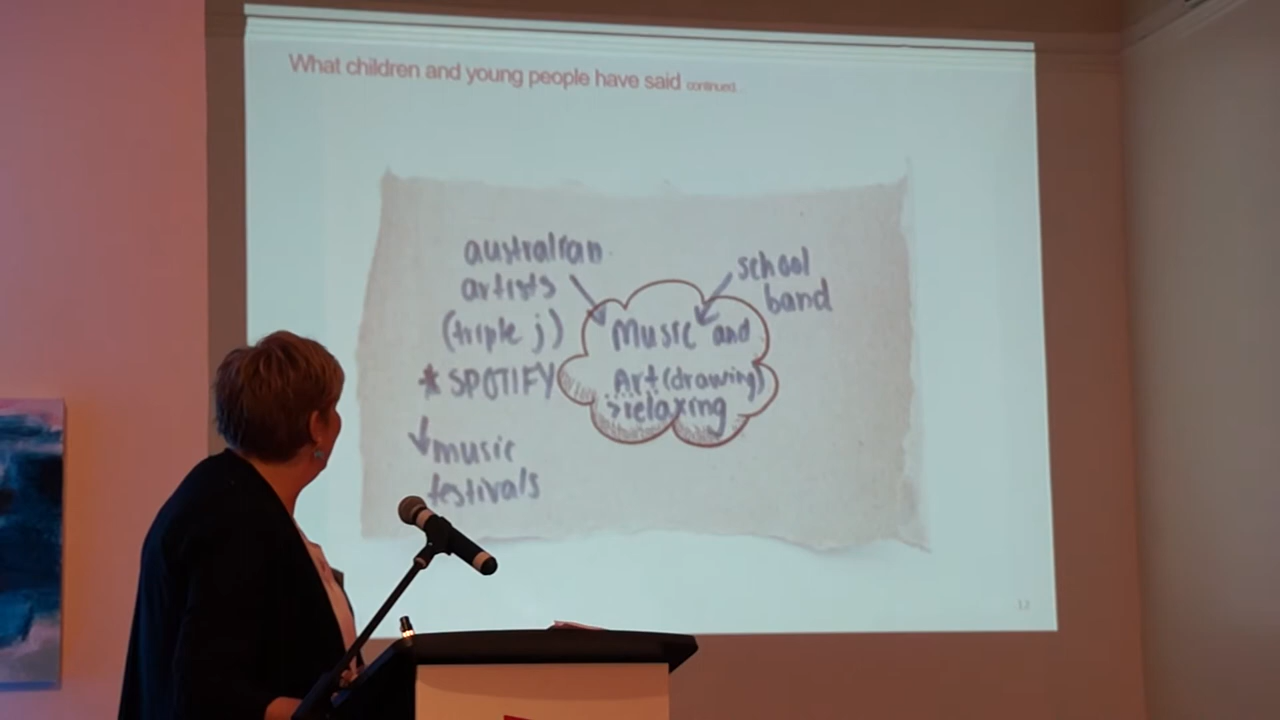 What children and young people have said continued..
australian
artists
(triple j)
* SPOTIFY
music
festivals
school
band
Music and
Art (drawing)
relaxing